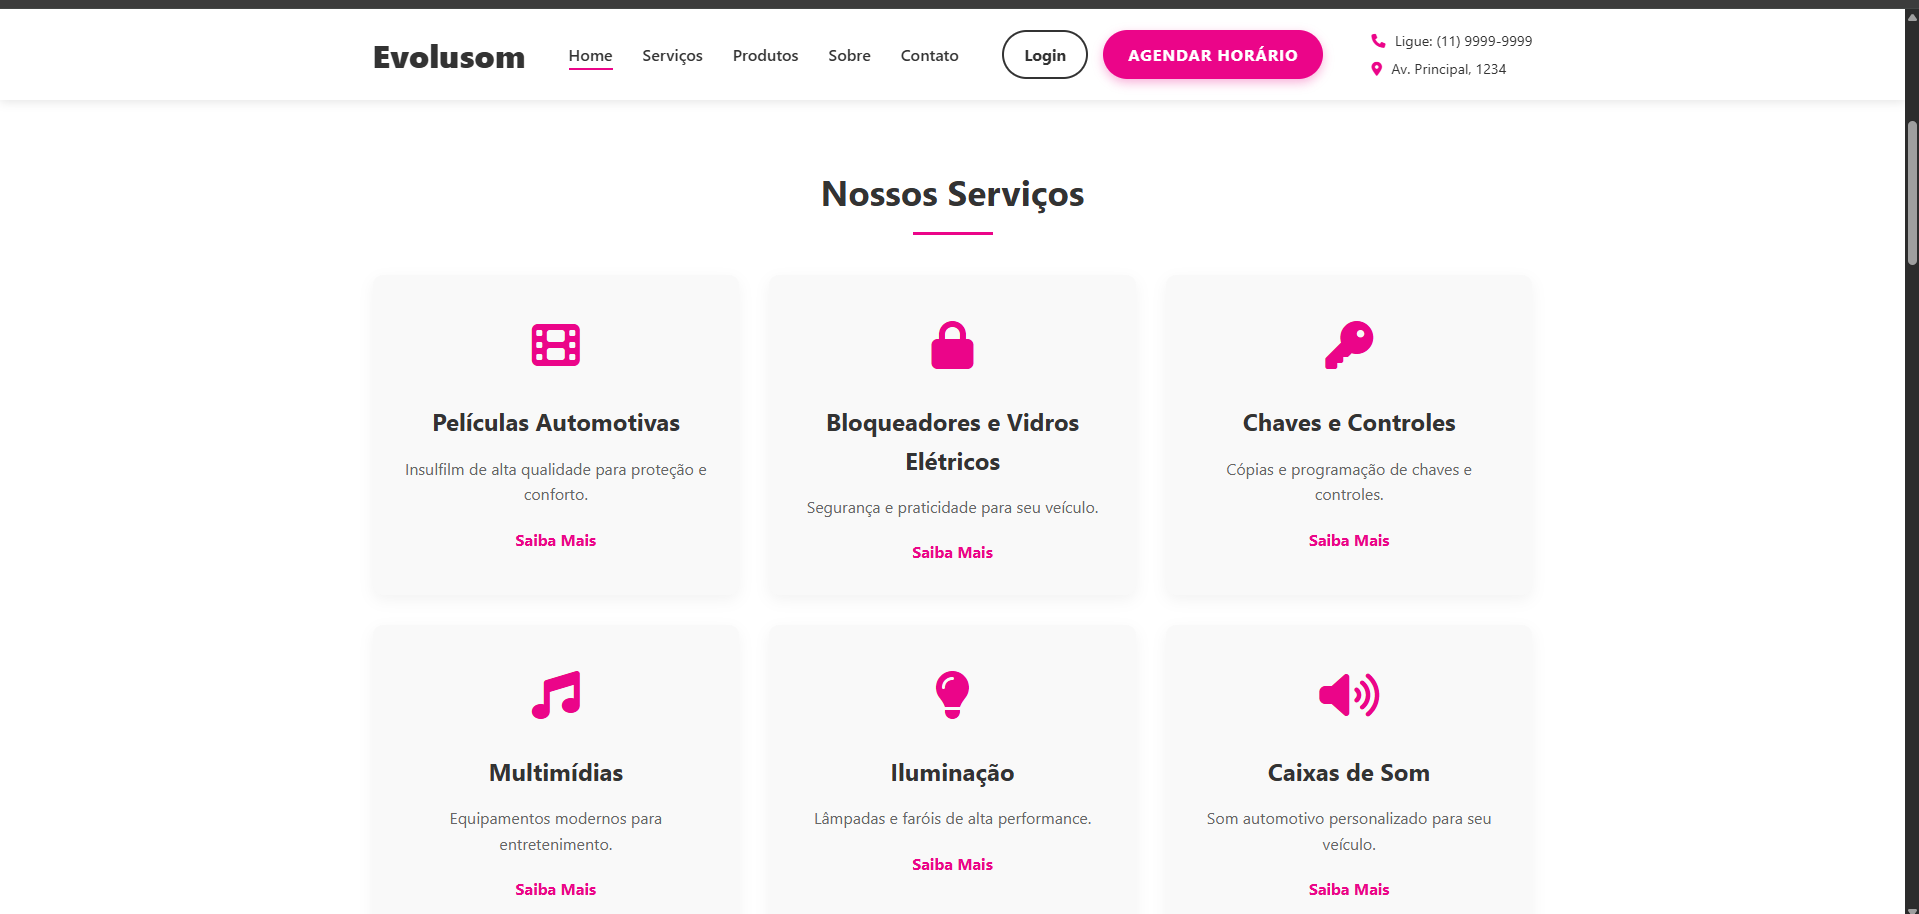 Evolusom
Home
Serviços
Produtos
Sobre
Contato
Login
AGENDAR HORÁRIO
Ligue: (11) 9999-9999
Av. Principal, 1234
Nossos Serviços
Películas Automotivas
Insulfilm de alta qualidade para proteção e
conforto.
Saiba Mais
Bloqueadores e Vidros
Elétricos
Segurança e praticidade para seu veículo.
Saiba Mais
Chaves e Controles
Cópias e programação de chaves e
controles.
Saiba Mais
Multimídias
Equipamentos modernos para
entretenimento.
Saiba Mais
Iluminação
Lâmpadas e faróis de alta performance.
Saiba Mais
Caixas de Som
Som automotivo personalizado para seu
veículo.
Saiba Mais